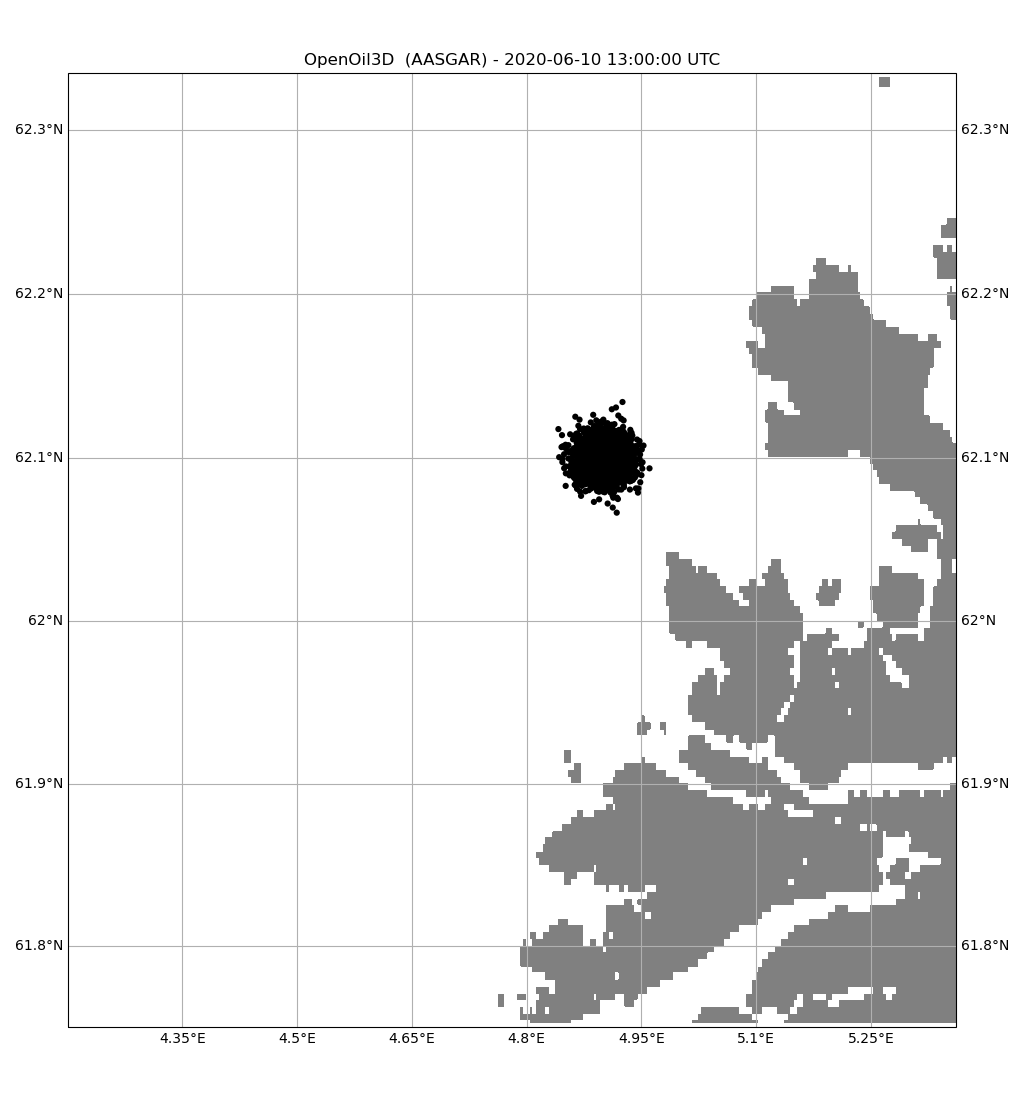 OpenOil3D  (AASGAR) - 2020-06-10 13:00:00 UTC
62.3°N 62.3°N
62.2°N 62.2°N
62.1°N 62.1°N
62°N 62°N
61.9°N 61.9°N
61.8°N 61.8°N
4.35°E 4.5°E 4.65°E 4.8°E 4.95°E 5.1°E 5.25°E